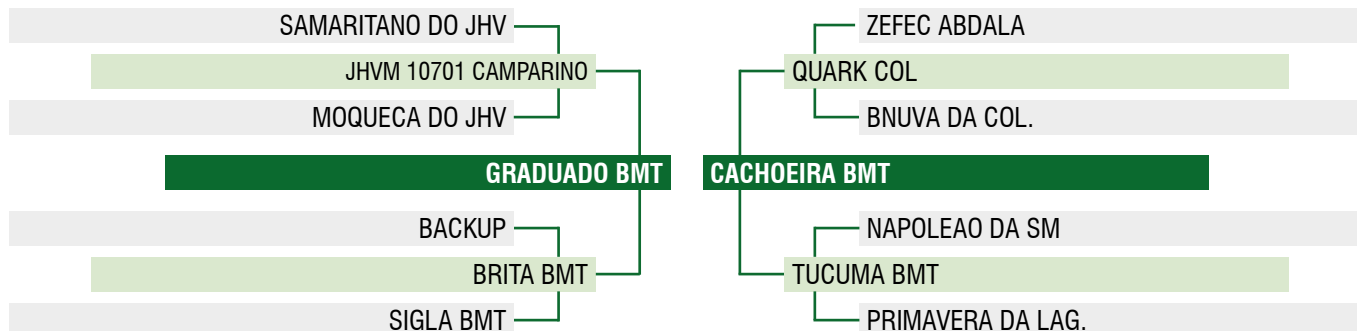 SAMARITANO DO JHV
JHVM 10701 CAMPARINO
MOQUECA DO JHV
GRADUADO BMT
BACKUP
BRITA BMT
SIGLA BMT
ZEFEC ABDALA
QUARK COL
BNUVA DA COL.
CACHOEIRA BMT
NAPOLEAO DA SM
TUCUMA BMT
PRIMAVERA DA LAG.